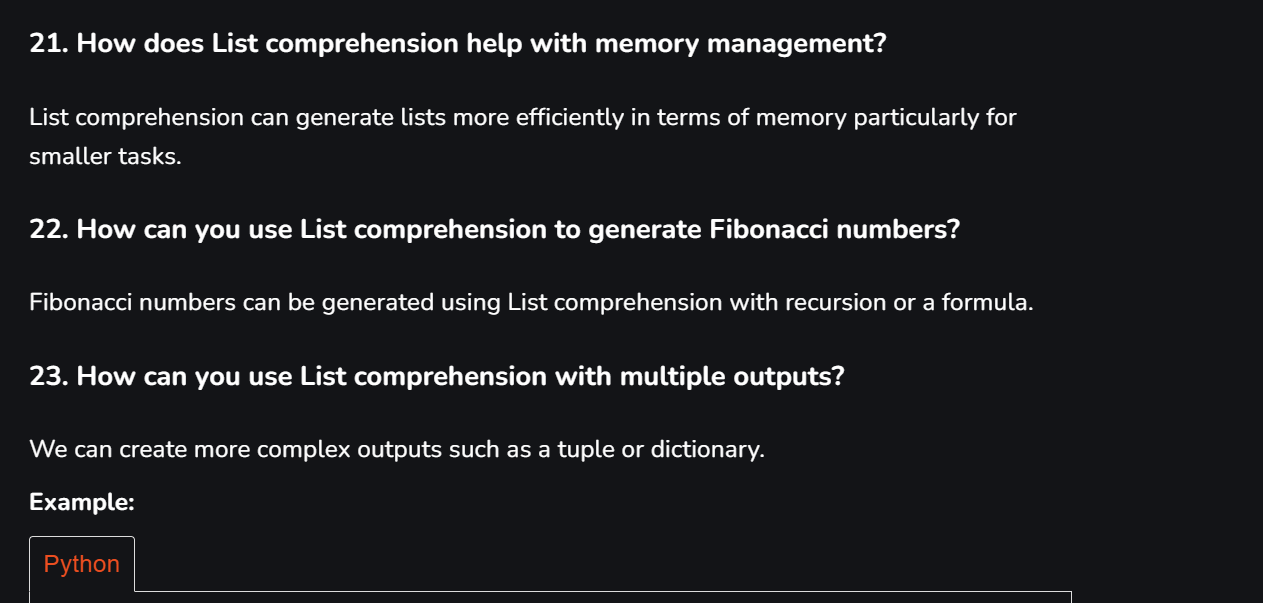 21. How does List comprehension help with memory management?
List comprehension can generate lists more efficiently in terms of memory particularly for
smaller tasks.
22. How can you use List comprehension to generate Fibonacci numbers?
Fibonacci numbers can be generated using List comprehension with recursion or a formula.
23. How can you use List comprehension with multiple outputs?
We can create more complex outputs such as a tuple or dictionary.
Example:
Python